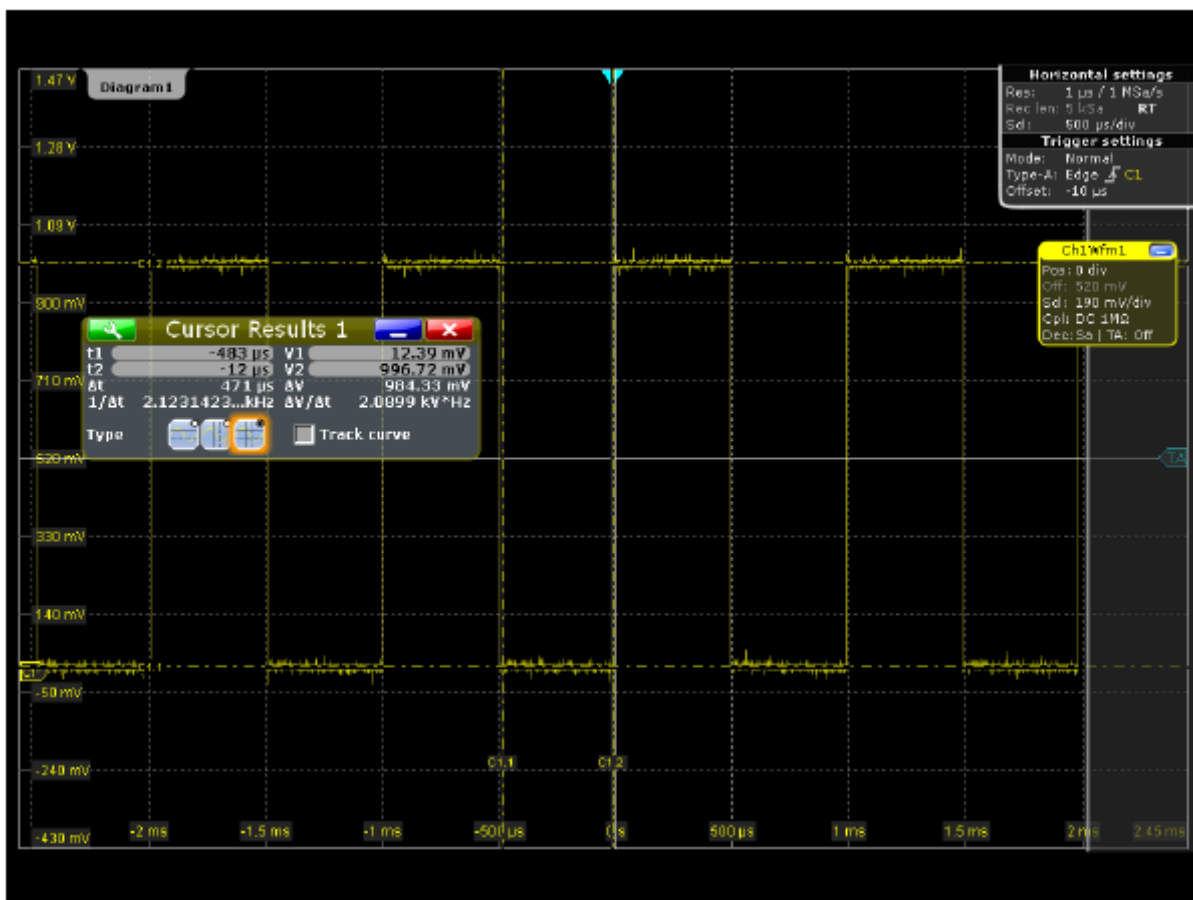 1.47 V
Diagram1
Horizontal settings
Res: 1 µs / 1 MSa/s
Rec len: 5 kSa RT
Scl: 500 µs/div
Trigger settings
Mode: Normal
Type-A: Edge C1
Offset: -10 µs
1.28 V
1.09 V
C1.2
Ch1Wfm1
Pos: 0 div
Off: 520 mV
Scl: 190 mV/div
Cpl: DC 1MΩ
Dec: Sa | TA: Off
900 mV
Cursor Results 1
t1 -483 µs V1 12.39 mV
t2 -12 µs V2 996.72 mV
Δt 471 µs ΔV 984.33 mV
1/Δt 2.1231423...kHz ΔV/Δt 2.0899 kV*Hz
Type Track curve
710 mV
520 mV
TA
330 mV
140 mV
C1.1
C1
-50 mV
-240 mV
C1.1 C1.2
-430 mV -2 ms -1.5 ms -1 ms -500 µs 0 s 500 µs 1 ms 1.5 ms 2 ms 2.45 ms